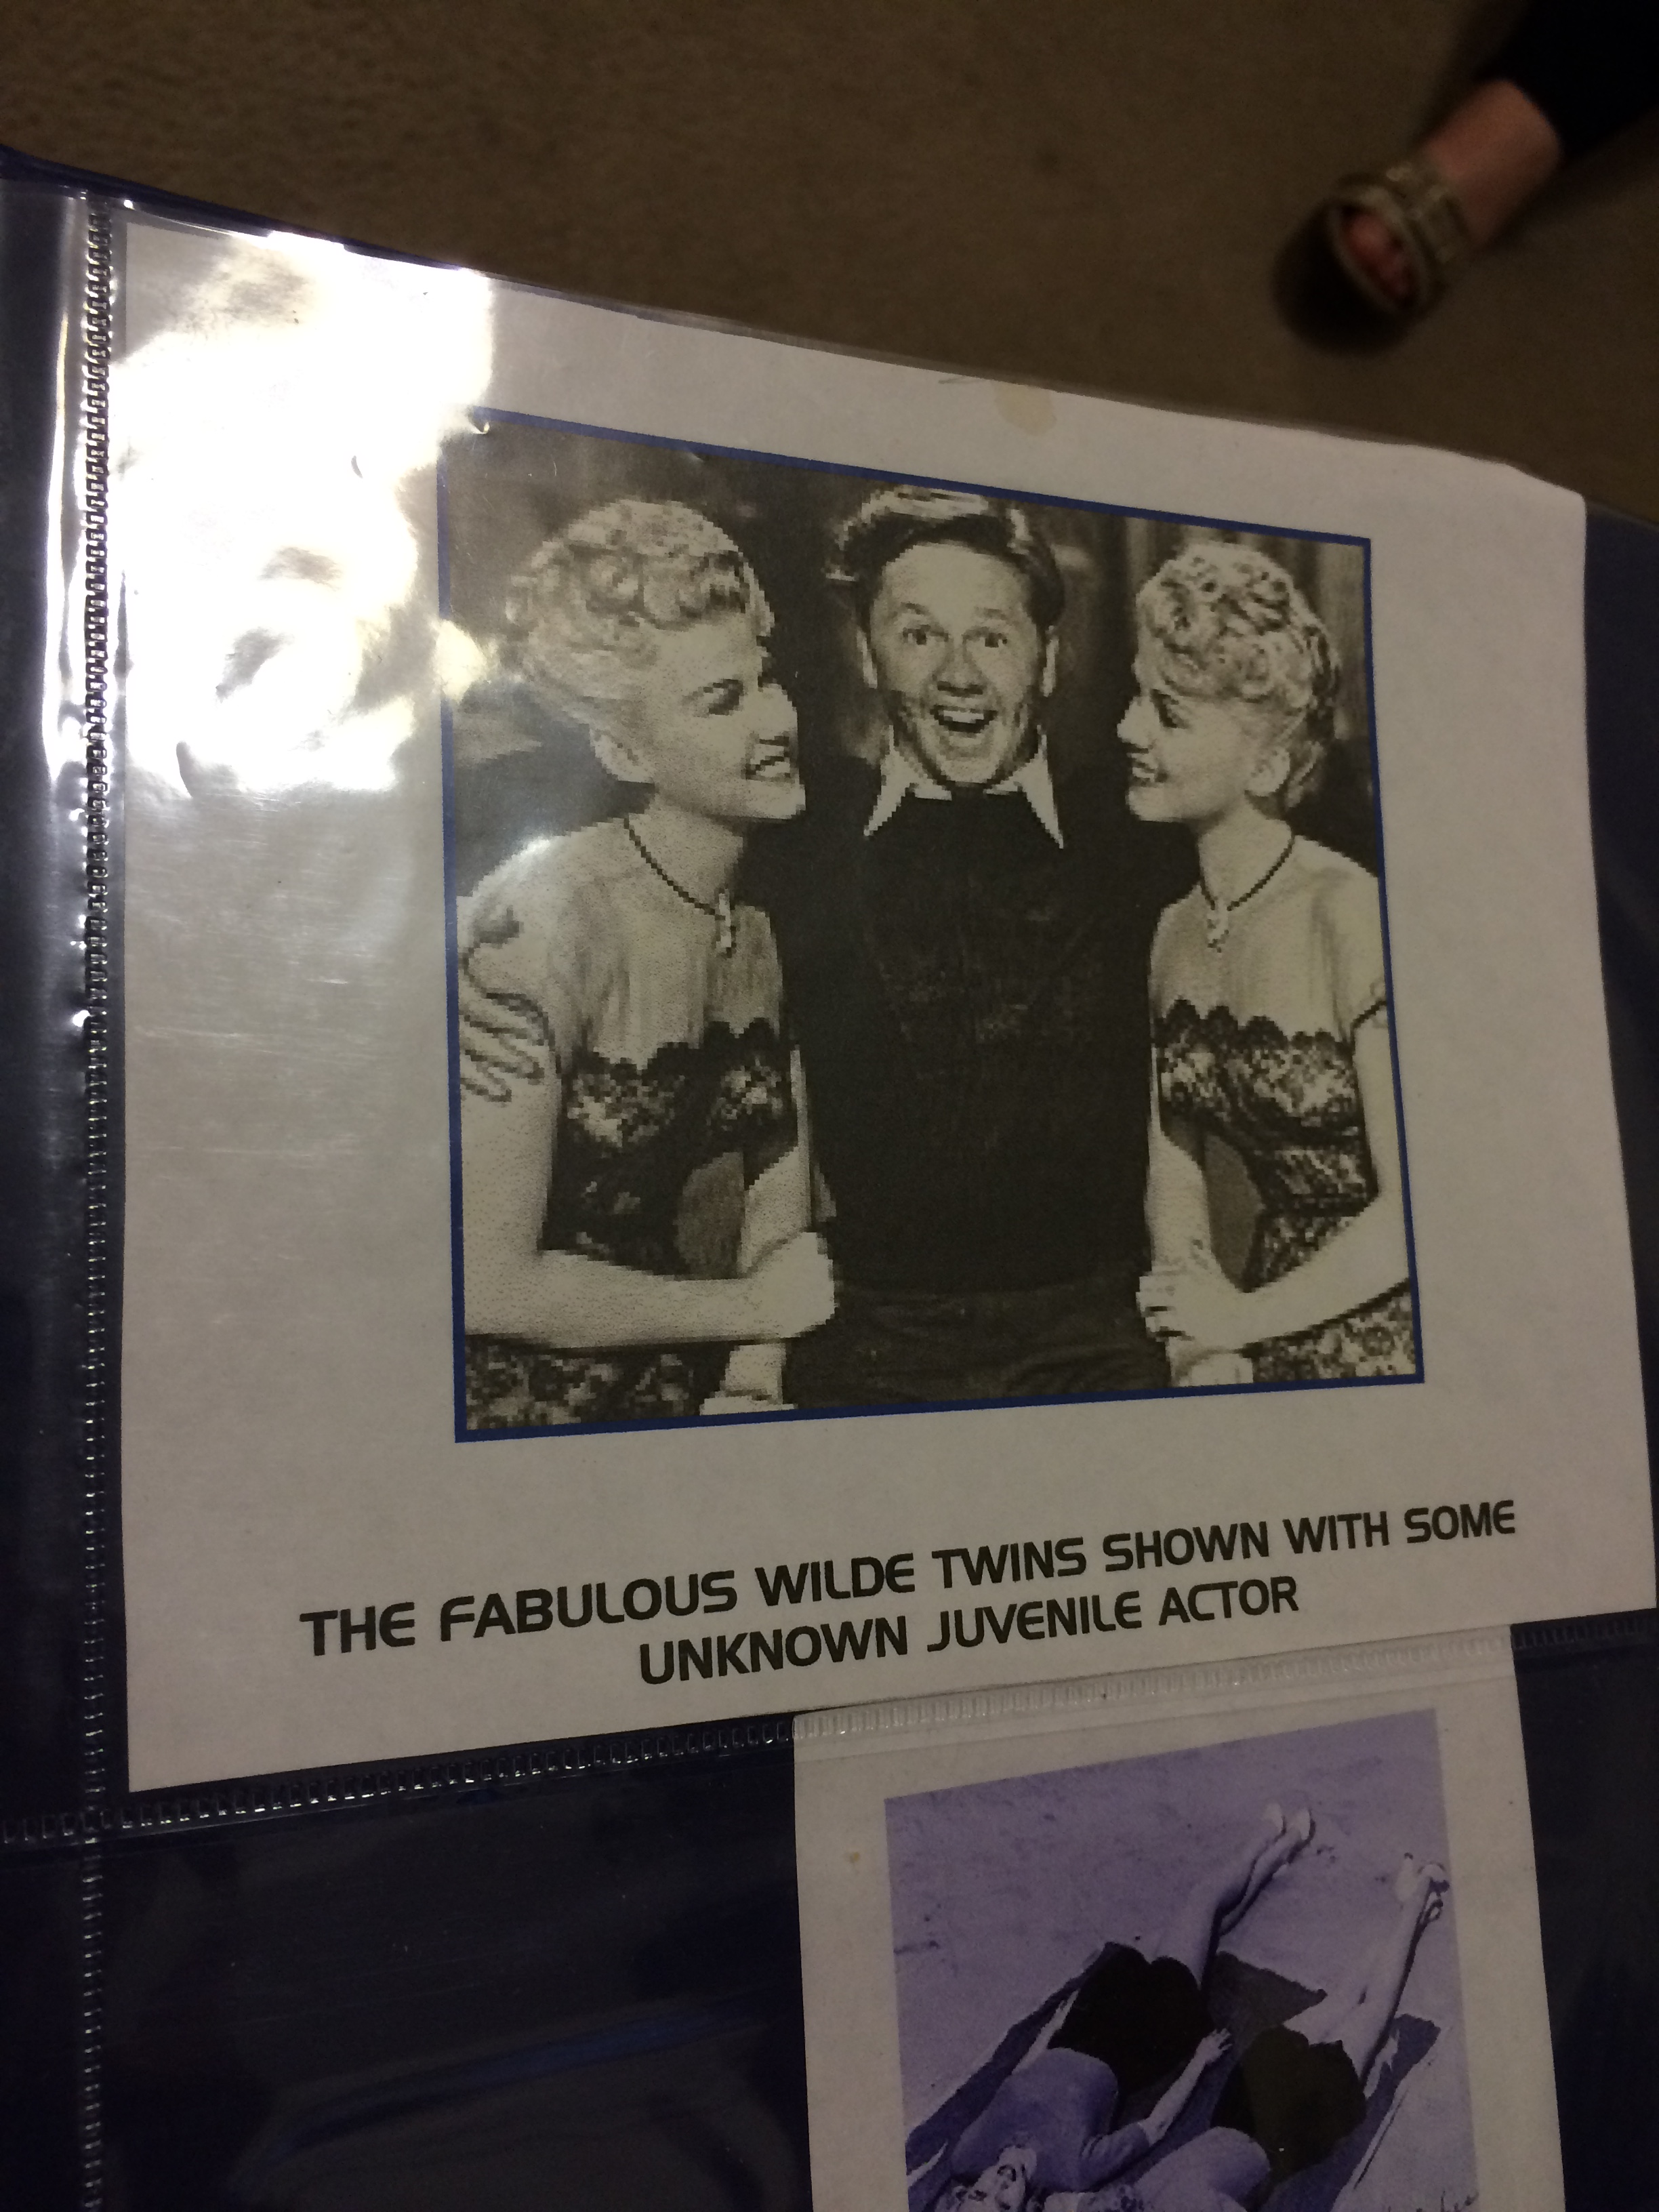 THE FABULOUS WILDE TWINS SHOWN WITH SOME
UNKNOWN JUVENILE ACTOR